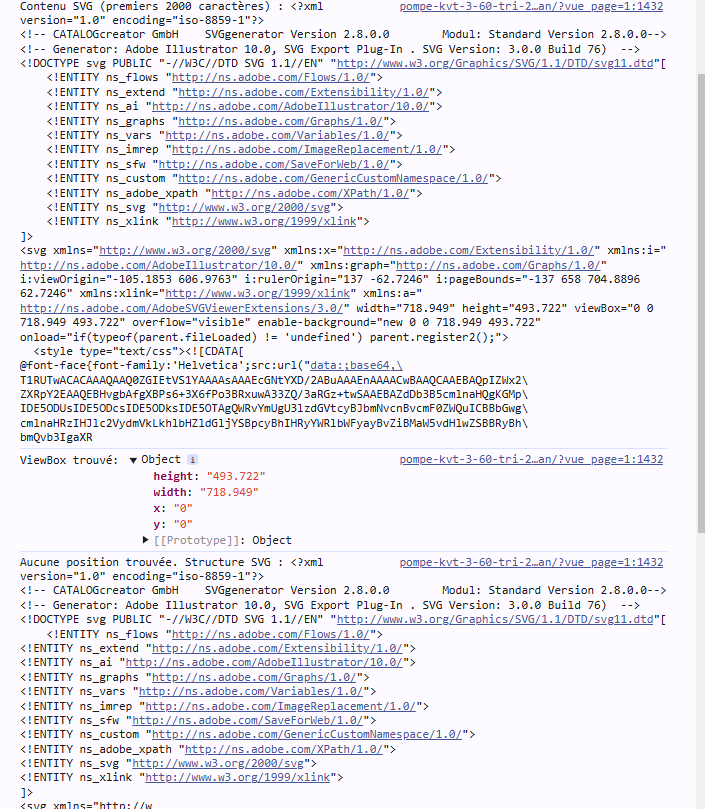 Contenu SVG (premiers 2000 caractères) : <?xml pompe-kvt-3-60-tri-2…an/?vue page=1:1432
version="1.0" encoding="iso-8859-1"?>
<!-- CATALOGcreator GmbH    SVGgenerator Version 2.8.0.0        Modul: Standard Version 2.8.0.0-->
<!-- Generator: Adobe Illustrator 10.0, SVG Export Plug-In . SVG Version: 3.0.0 Build 76)  -->
<!DOCTYPE svg PUBLIC "-//W3C//DTD SVG 1.1//EN" "http://www.w3.org/Graphics/SVG/1.1/DTD/svg11.dtd"[
    <!ENTITY ns_flows "http://ns.adobe.com/Flows/1.0/">
    <!ENTITY ns_extend "http://ns.adobe.com/Extensibility/1.0/">
    <!ENTITY ns_ai "http://ns.adobe.com/AdobeIllustrator/10.0/">
    <!ENTITY ns_graphs "http://ns.adobe.com/Graphs/1.0/">
    <!ENTITY ns_vars "http://ns.adobe.com/Variables/1.0/">
    <!ENTITY ns_imrep "http://ns.adobe.com/ImageReplacement/1.0/">
    <!ENTITY ns_sfw "http://ns.adobe.com/SaveForWeb/1.0/">
    <!ENTITY ns_custom "http://ns.adobe.com/GenericCustomNamespace/1.0/">
    <!ENTITY ns_adobe_xpath "http://ns.adobe.com/XPath/1.0/">
    <!ENTITY ns_svg "http://www.w3.org/2000/svg">
    <!ENTITY ns_xlink "http://www.w3.org/1999/xlink">
]>
<svg xmlns="http://www.w3.org/2000/svg" xmlns:x="http://ns.adobe.com/Extensibility/1.0/" xmlns:i="
http://ns.adobe.com/AdobeIllustrator/10.0/" xmlns:graph="http://ns.adobe.com/Graphs/1.0/"
i:viewOrigin="-105.1853 606.9763" i:rulerOrigin="137 -62.7246" i:pageBounds="-137 658 704.8896
62.7246" xmlns:xlink="http://www.w3.org/1999/xlink" xmlns:a="
http://ns.adobe.com/AdobeSVGViewerExtensions/3.0/" width="718.949" height="493.722" viewBox="0 0
718.949 493.722" overflow="visible" enable-background="new 0 0 718.949 493.722"
onload="if(typeof(parent.fileLoaded) != 'undefined') parent.register2();">
  <style type="text/css"><![CDATA[
@font-face{font-family:'Helvetica';src:url("data:;base64,\
T1RUTwACACAAAQAAQ0ZGIEtVS1YAAAAsAAAEcGNtYXD/2ABuAAAEnAAAACwBAAQCAAEBAQpIZWx2\
ZXRpY2EAAQEBHvgbAfgXBPs6+3X6fPo3BRxuwA33ZQ/3aRGz+twSAAEBAZdDb3B5cmlnaHQgKGMp\
IDE5ODUsIDE5ODcsIDE5ODksIDE5OTAgQWRvYmUgU3lzdGVtcyBJbmNvcnBvcmF0ZWQuICBBbGwg\
cmlnaHRzIHJlc2VydmVkLkhlbHZldGljYSBpcyBhIHRyYWRlbWFyayBvZiBMaW5vdHlwZSBBRyBh\
bmQvb3IgaXR
ViewBox trouvé: ▼ Object i pompe-kvt-3-60-tri-2…an/?vue page=1:1432
height: "493.722"
width: "718.949"
x: "0"
y: "0"
▶ [[Prototype]]: Object
Aucune position trouvée. Structure SVG : <?xml pompe-kvt-3-60-tri-2…an/?vue page=1:1432
version="1.0" encoding="iso-8859-1"?>
<!-- CATALOGcreator GmbH    SVGgenerator Version 2.8.0.0        Modul: Standard Version 2.8.0.0-->
<!-- Generator: Adobe Illustrator 10.0, SVG Export Plug-In . SVG Version: 3.0.0 Build 76)  -->
<!DOCTYPE svg PUBLIC "-//W3C//DTD SVG 1.1//EN" "http://www.w3.org/Graphics/SVG/1.1/DTD/svg11.dtd"[
    <!ENTITY ns_flows "http://ns.adobe.com/Flows/1.0/">
<!ENTITY ns_extend "http://ns.adobe.com/Extensibility/1.0/">
<!ENTITY ns_ai "http://ns.adobe.com/AdobeIllustrator/10.0/">
<!ENTITY ns_graphs "http://ns.adobe.com/Graphs/1.0/">
<!ENTITY ns_vars "http://ns.adobe.com/Variables/1.0/">
<!ENTITY ns_imrep "http://ns.adobe.com/ImageReplacement/1.0/">
<!ENTITY ns_sfw "http://ns.adobe.com/SaveForWeb/1.0/">
<!ENTITY ns_custom "http://ns.adobe.com/GenericCustomNamespace/1.0/">
<!ENTITY ns_adobe_xpath "http://ns.adobe.com/XPath/1.0/">
<!ENTITY ns_svg "http://www.w3.org/2000/svg">
<!ENTITY ns_xlink "http://www.w3.org/1999/xlink">
]>
<svg xmlns="http://w